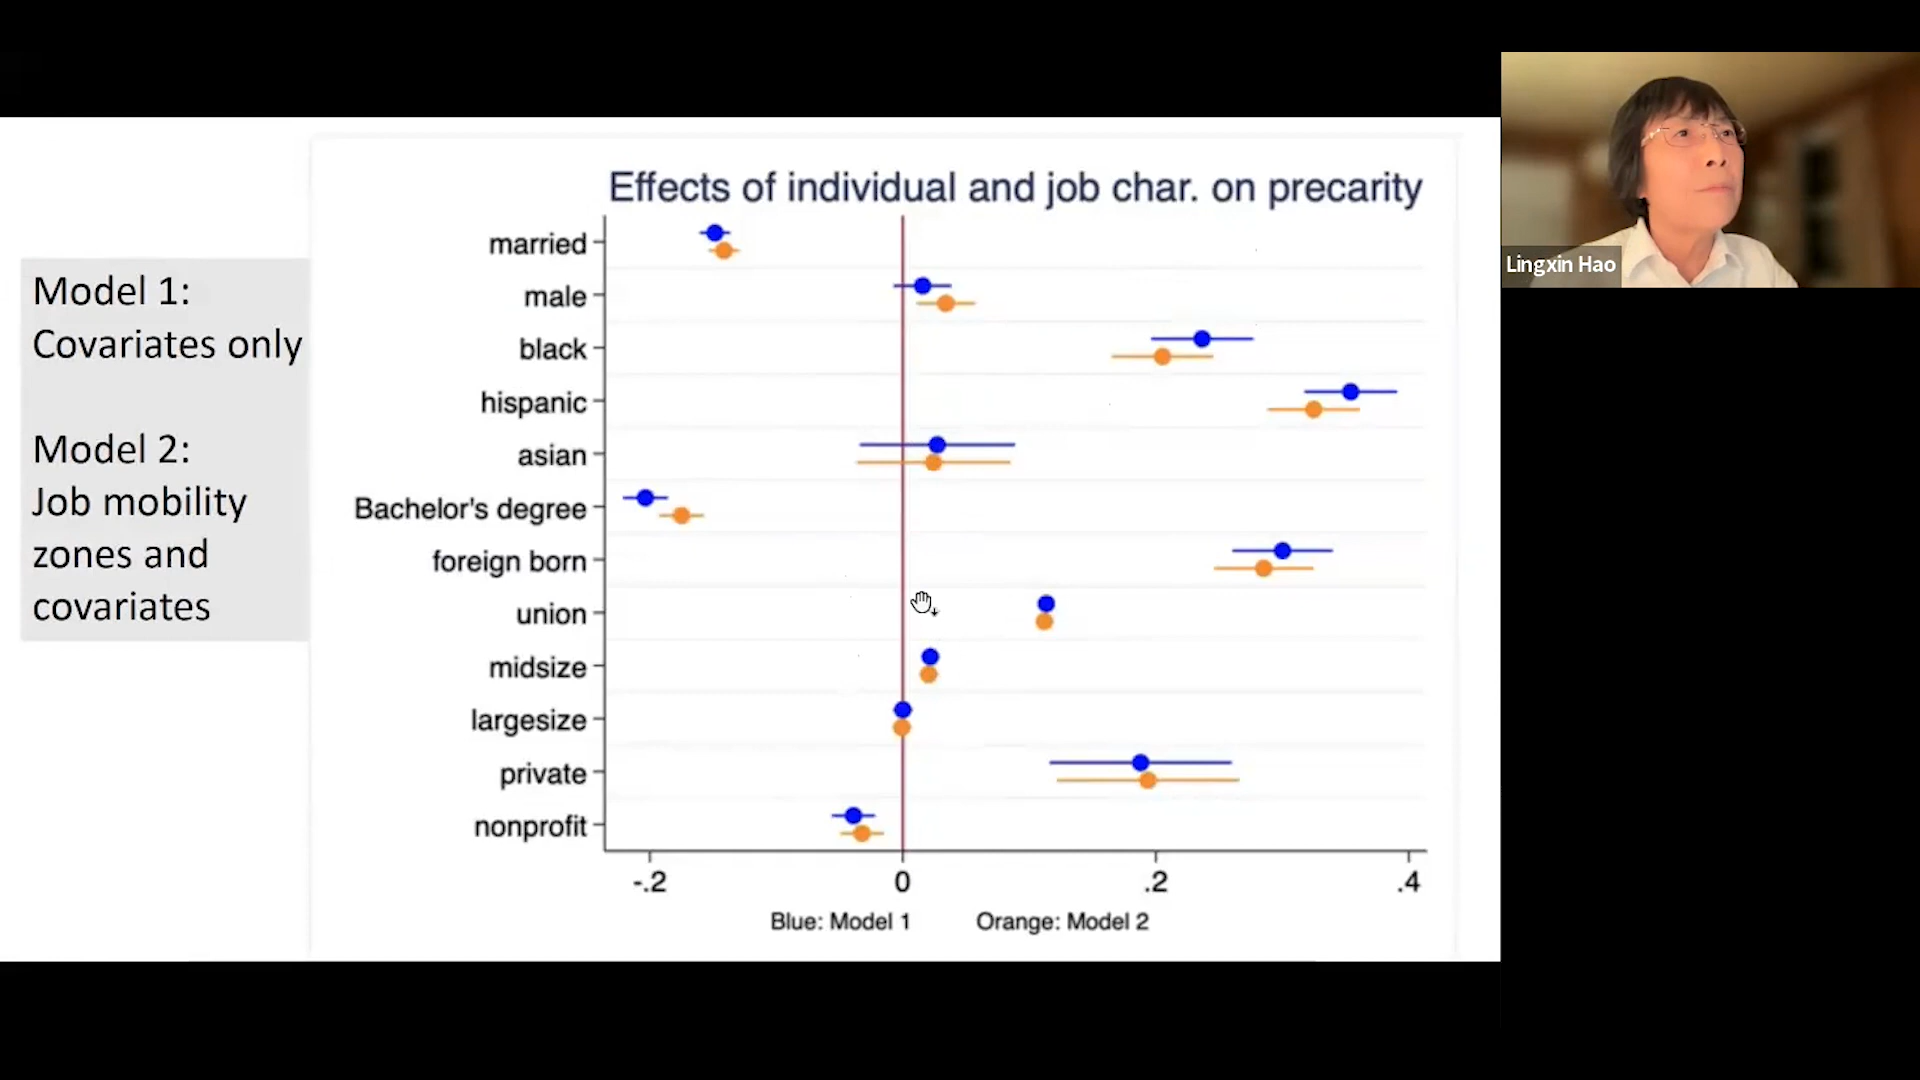 Effects of individual and job char. on precarity
Model 1:
Covariates only
Model 2:
Job mobility
zones and
covariates
married
male
black
hispanic
asian
Bachelor's degree
foreign born
union
midsize
largesize
private
nonprofit
-.2 0 .2 .4
Blue: Model 1 Orange: Model 2
Lingxin Hao